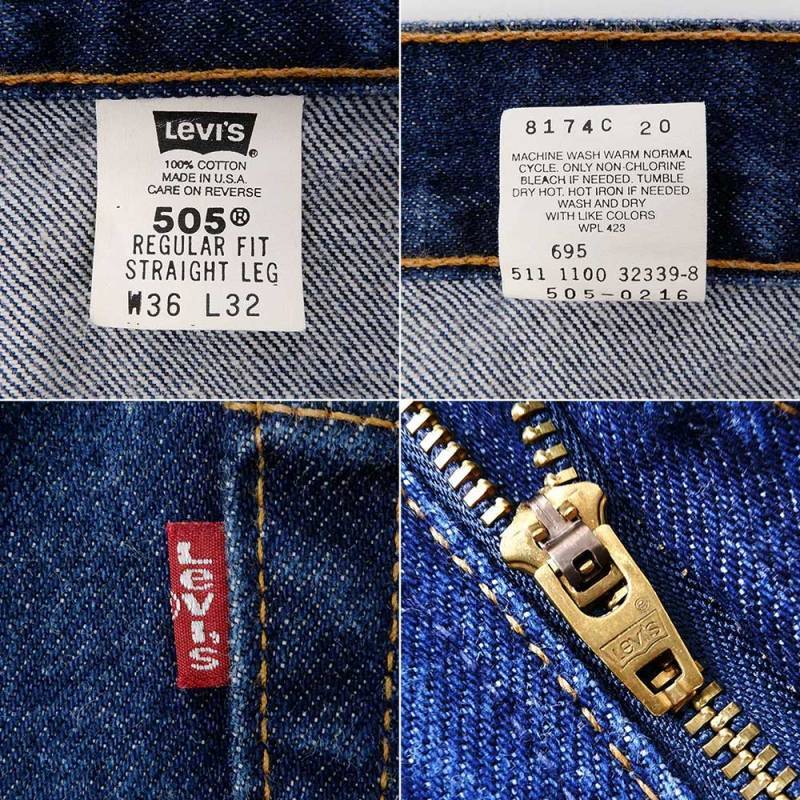 Levi's®
100% COTTON
MADE IN U.S.A.
CARE ON REVERSE
505®
REGULAR FIT
STRAIGHT LEG
W36 L32
8174C 20
MACHINE WASH WARM NORMAL
CYCLE. ONLY NON-CHLORINE
BLEACH IF NEEDED. TUMBLE
DRY HOT. HOT IRON IF NEEDED
WASH AND DRY
WITH LIKE COLORS
WPL 423
695
511 1100 32339-8
505-0216
LEVI'S
Levi's®